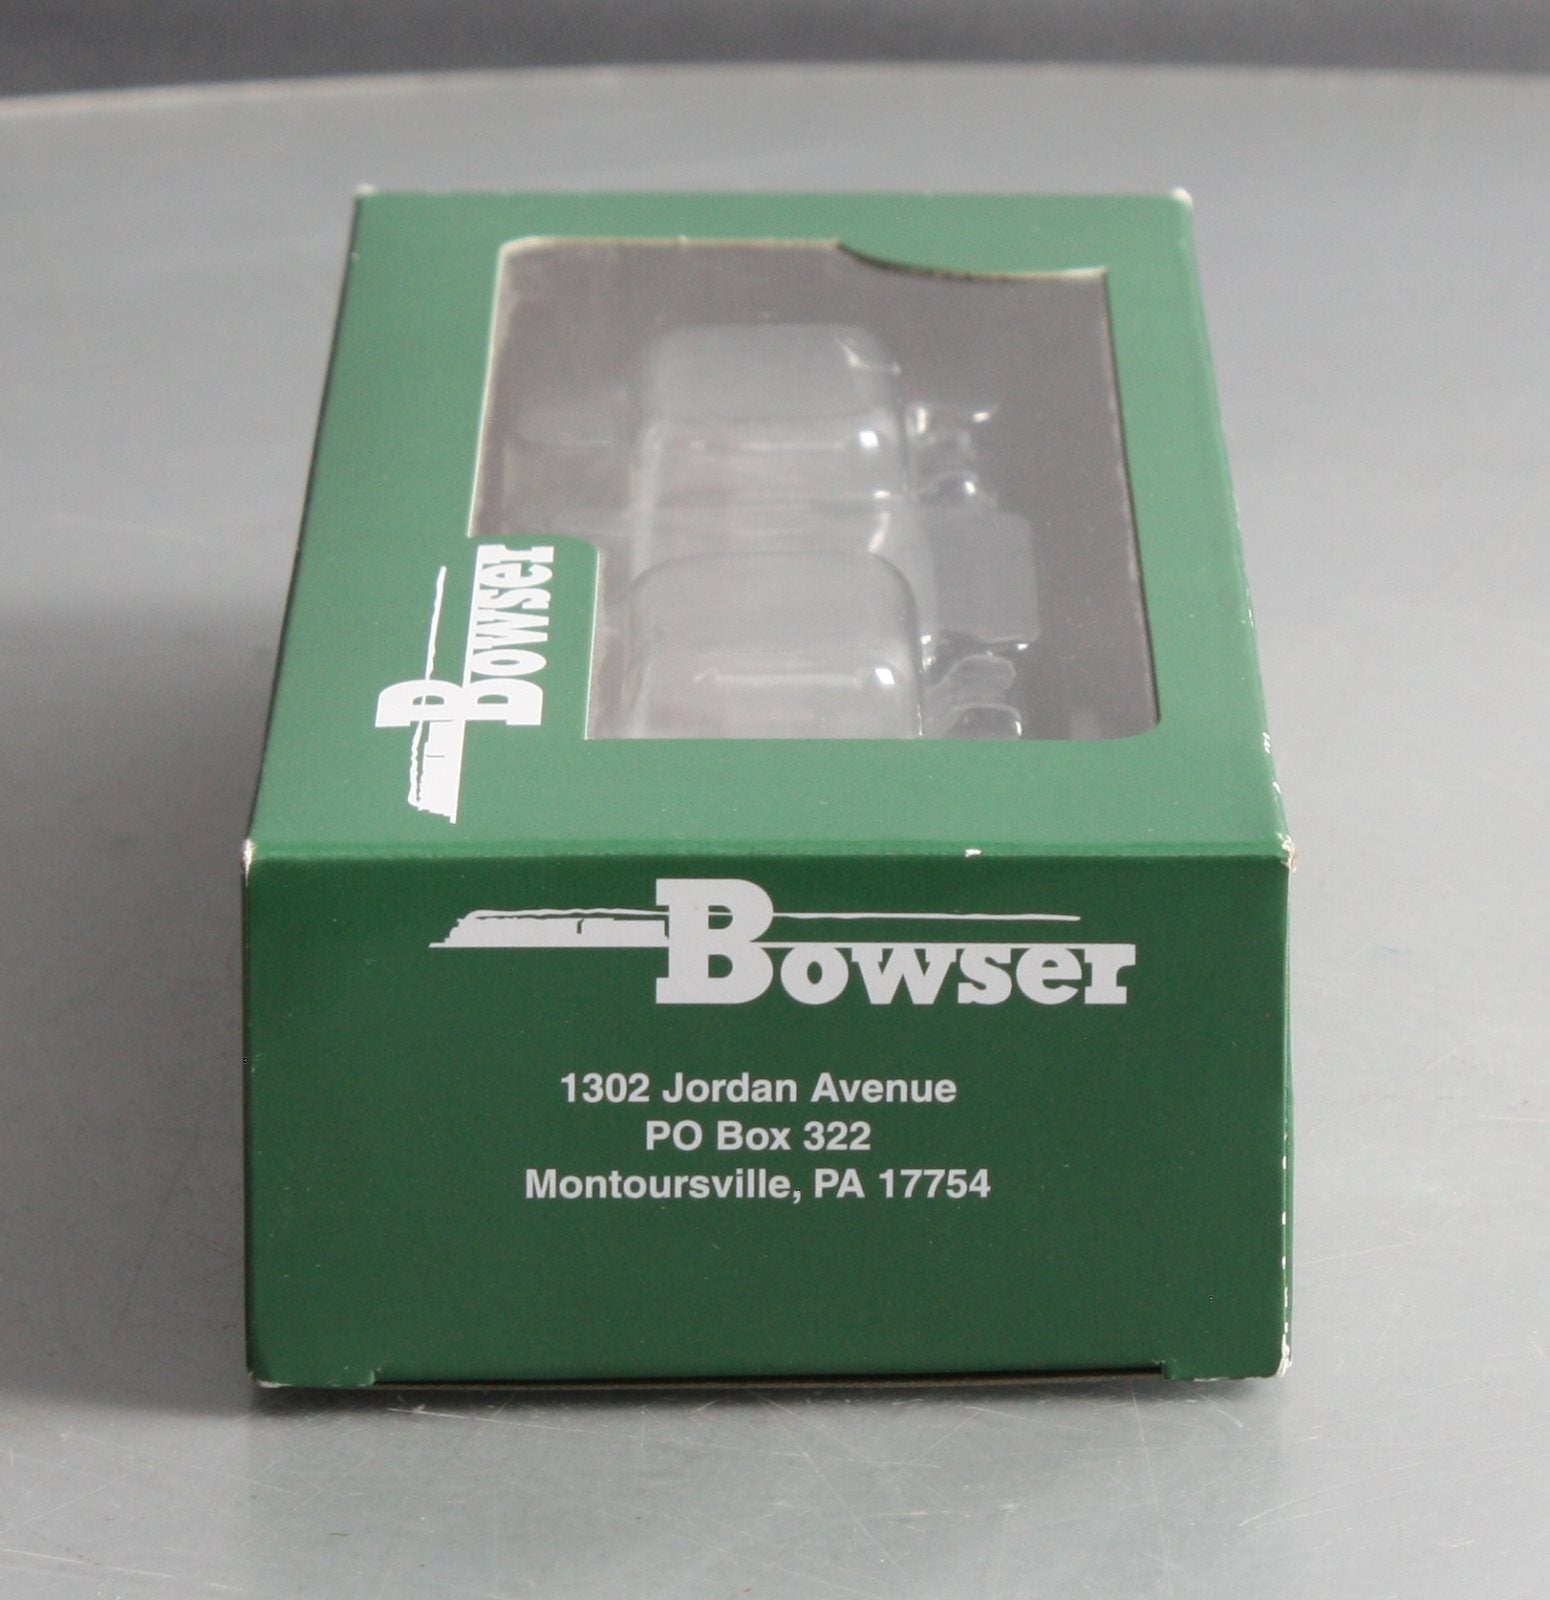 Bowser
Bowser
1302 Jordan Avenue
PO Box 322
Montoursville, PA 17754